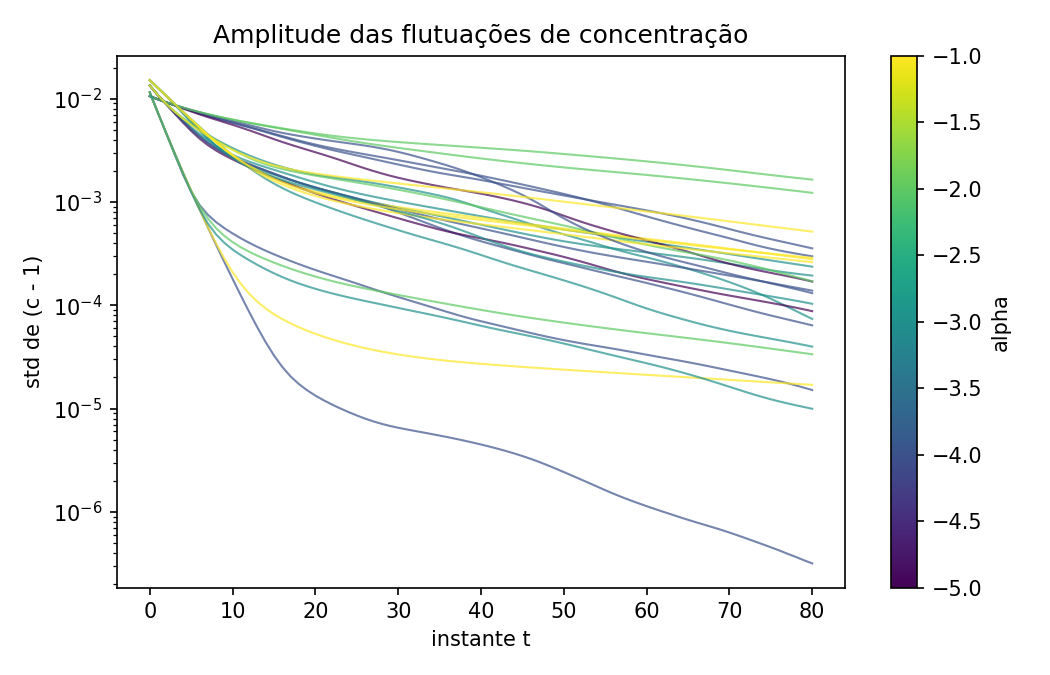 Amplitude das flutuações de concentração
std de (c - 1)
10⁻²
10⁻³
10⁻⁴
10⁻⁵
10⁻⁶
0 10 20 30 40 50 60 70 80
instante t
−1.0
−1.5
−2.0
−2.5
−3.0
−3.5
−4.0
−4.5
−5.0
alpha